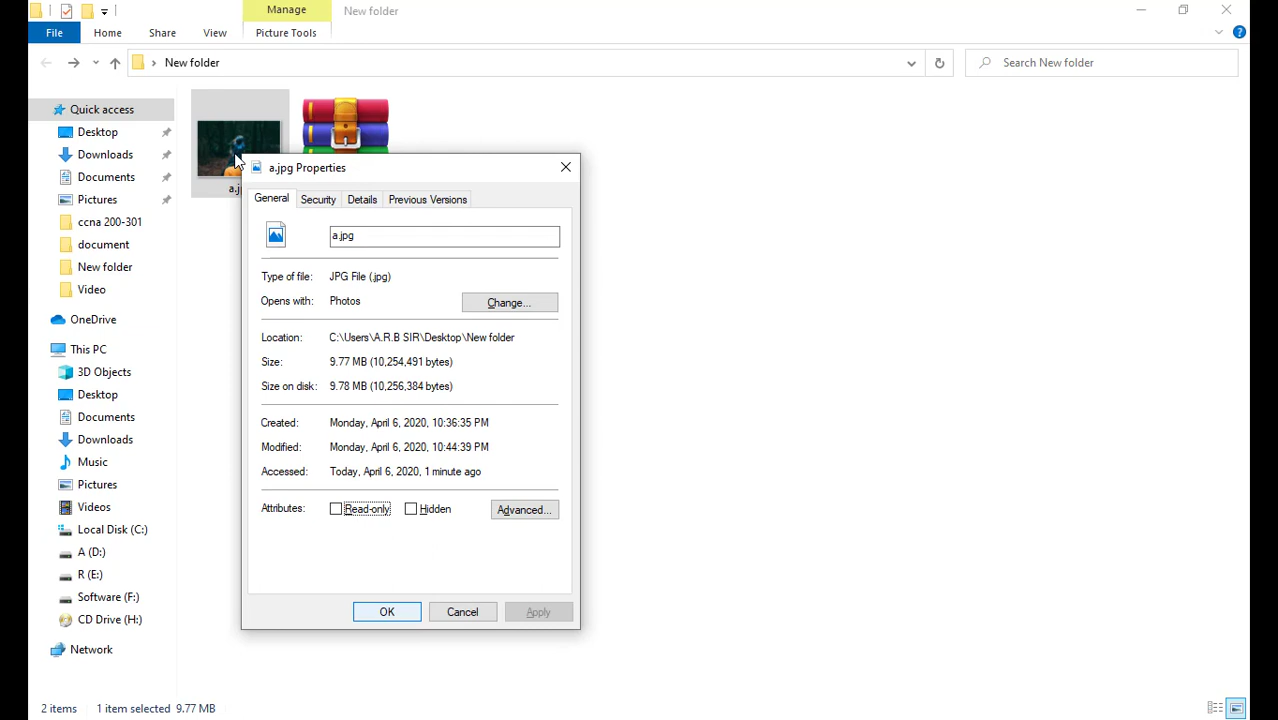 Manage
New folder
File
Home
Share
View
Picture Tools
New folder
Search New folder
Quick access
Desktop
Downloads
Documents
Pictures
ccna 200-301
document
New folder
Video
OneDrive
This PC
3D Objects
Desktop
Documents
Downloads
Music
Pictures
Videos
Local Disk (C:)
A (D:)
R (E:)
Software (F:)
CD Drive (H:)
Network
a.jpg Properties
General
Security
Details
Previous Versions
a.jpg
Type of file: JPG File (.jpg)
Opens with: Photos
Change...
Location: C:\Users\A.R.B SIR\Desktop\New folder
Size: 9.77 MB (10,254,491 bytes)
Size on disk: 9.78 MB (10,256,384 bytes)
Created: Monday, April 6, 2020, 10:36:35 PM
Modified: Monday, April 6, 2020, 10:44:39 PM
Accessed: Today, April 6, 2020, 1 minute ago
Attributes: Read-only Hidden Advanced...
OK Cancel Apply
2 items 1 item selected 9.77 MB